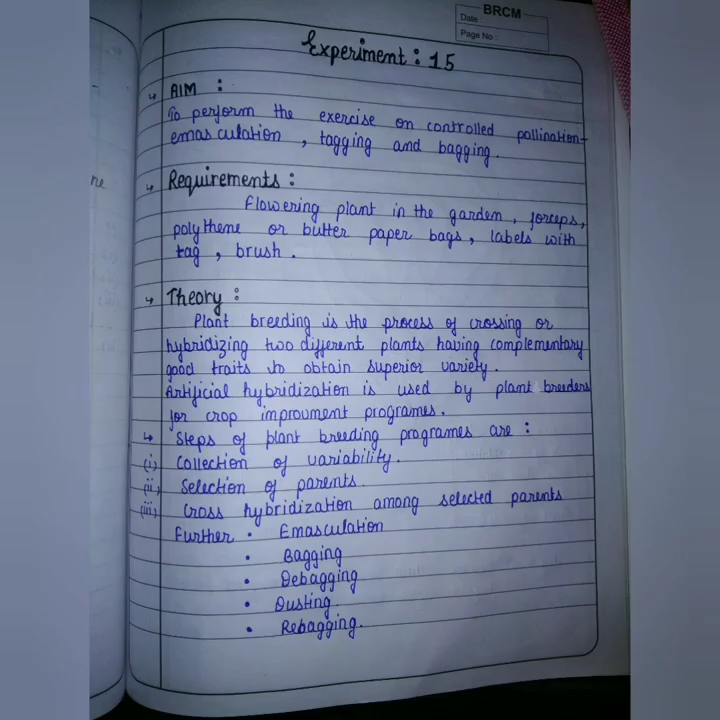 BRCM
Date
Page No :
Experiment : 15
↳ AIM :
To perform the exercise on controlled pollination-
emasculation , tagging and bagging.
↳ Requirements :
Flowering plant in the garden, forceps,
polythene or butter paper bags, labels with
tag , brush .
↳ Theory :
Plant breeding is the process of crossing or
hybridizing two different plants having complementary
good traits to obtain superior variety.
Artificial hybridization is used by plant breeders
for crop improvment programes.
↳ Steps of plant breeding programes are :
(i) Collection of variability.
(ii) Selection of parents.
(iii) Cross hybridization among selected parents
Further • Emasculation
• Bagging
• Debagging
• Dusting
• Rebagging.